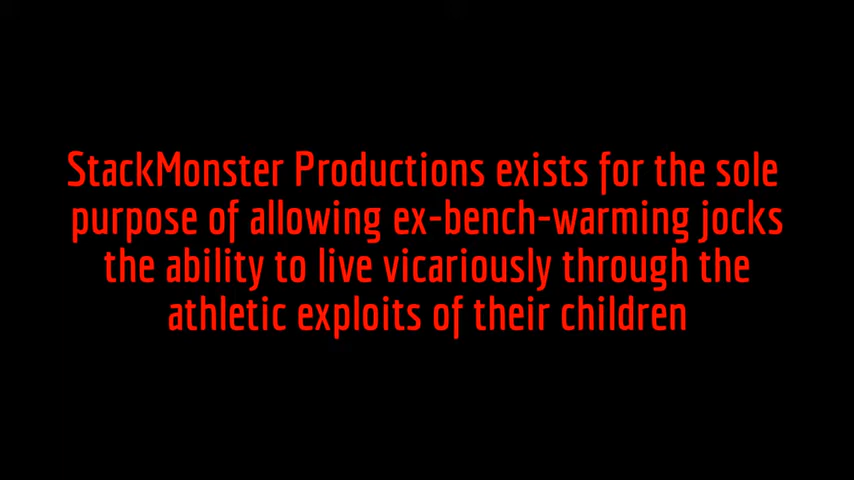 StackMonster Productions exists for the sole
purpose of allowing ex-bench-warming jocks
the ability to live vicariously through the
athletic exploits of their children